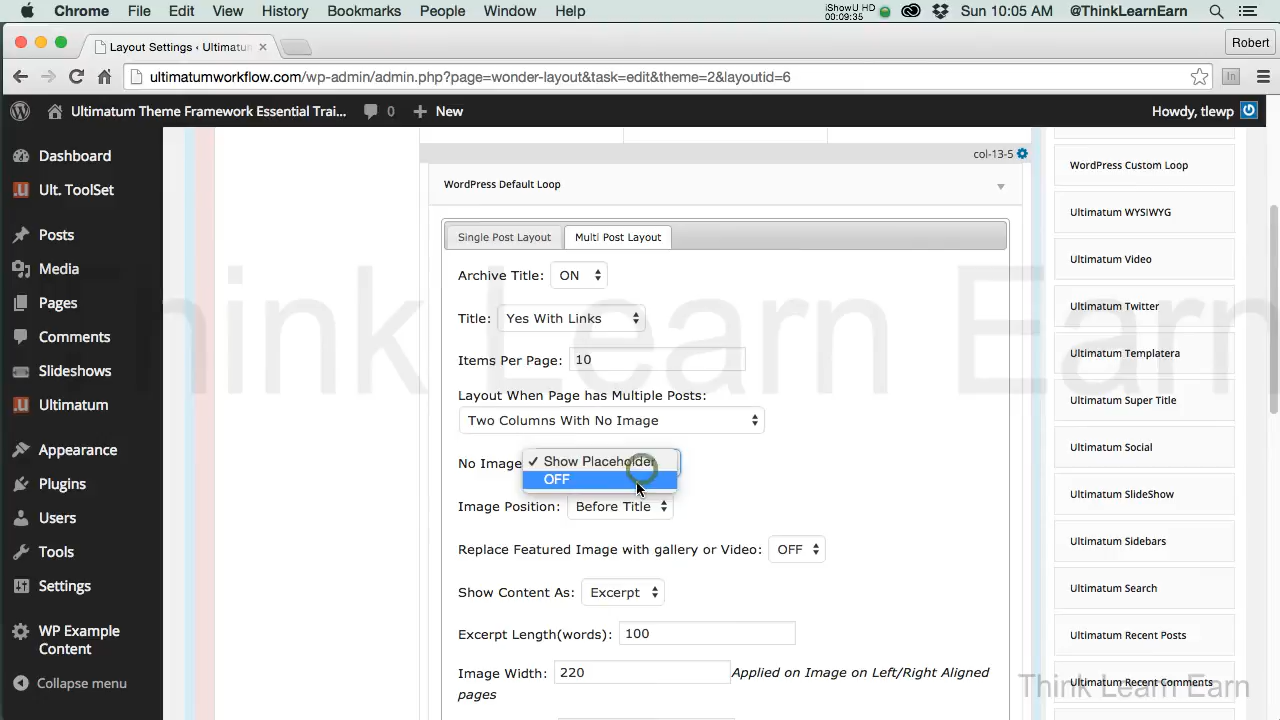 Chrome File Edit View History Bookmarks People Window Help iShowU HD 00:09:35 Sun 10:05 AM @ThinkLearnEarn
Layout Settings ‹ Ultimatu × Robert
ultimatumworkflow.com/wp-admin/admin.php?page=wonder-layout&task=edit&theme=2&layoutid=6
Ultimatum Theme Framework Essential Trai... 0 + New Howdy, tlewp
col-13-5
WordPress Default Loop
Single Post Layout Multi Post Layout
Archive Title: ON
Title: Yes With Links
Items Per Page: 10
Layout When Page has Multiple Posts:
Two Columns With No Image
No Image ✓ Show Placeholder
OFF
Image Position: Before Title
Replace Featured Image with gallery or Video: OFF
Show Content As: Excerpt
Excerpt Length(words): 100
Image Width: 220 Applied on Image on Left/Right Aligned
pages
Dashboard
Ult. ToolSet
Posts
Media
Pages
Comments
Slideshows
Ultimatum
Appearance
Plugins
Users
Tools
Settings
WP Example
Content
Collapse menu
WordPress Custom Loop
Ultimatum WYSIWYG
Ultimatum Video
Ultimatum Twitter
Ultimatum Templatera
Ultimatum Super Title
Ultimatum Social
Ultimatum SlideShow
Ultimatum Sidebars
Ultimatum Search
Ultimatum Recent Posts
Ultimatum Recent Comments
Think Learn Earn
Think Learn Earn